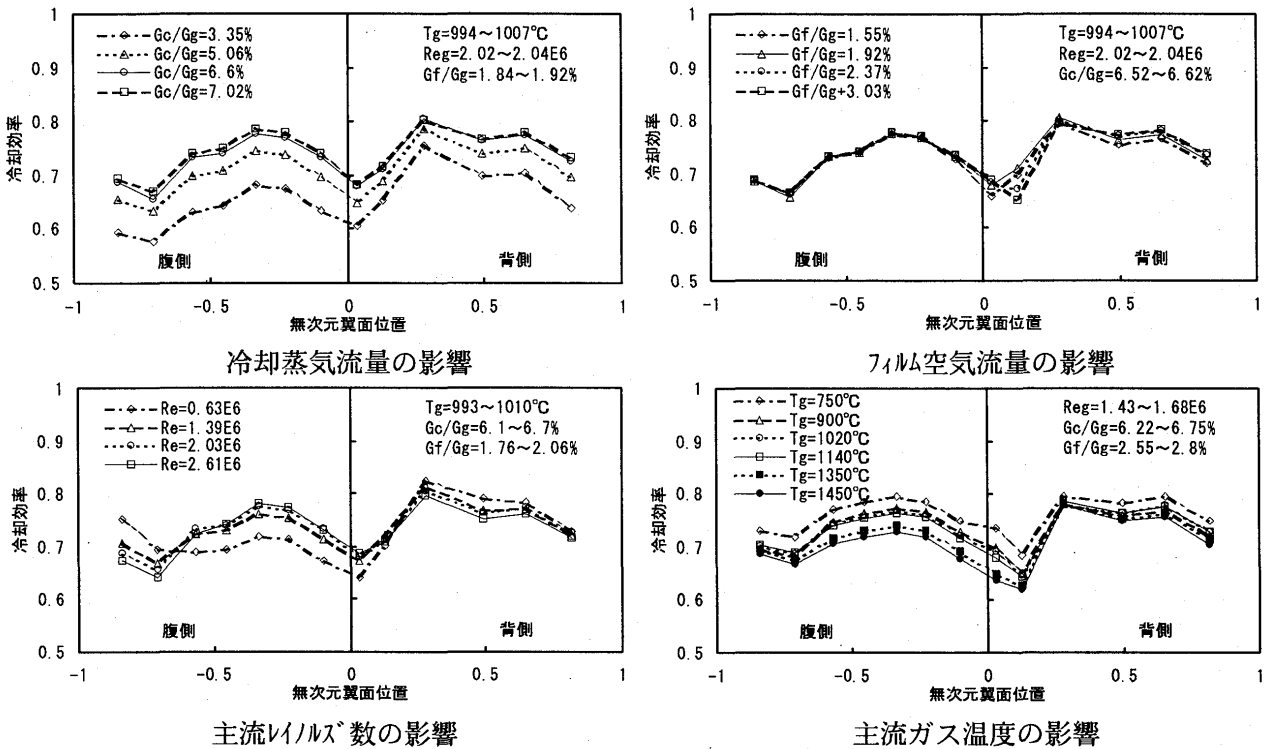 1
0.9
0.8
0.7
0.6
0.5
冷却効率
Gc/Gg=3.35%
Gc/Gg=5.06%
Gc/Gg=6.6%
Gc/Gg=7.02%
Tg=994~1007℃
Reg=2.02~2.04E6
Gf/Gg=1.84~1.92%
腹側
背側
-1
-0.5
0
0.5
1
無次元翼面位置
冷却蒸気流量の影響
1
0.9
0.8
0.7
0.6
0.5
冷却効率
Gf/Gg=1.55%
Gf/Gg=1.92%
Gf/Gg=2.37%
Gf/Gg+3.03%
Tg=994~1007℃
Reg=2.02~2.04E6
Gc/Gg=6.52~6.62%
腹側
背側
-1
-0.5
0
0.5
1
無次元翼面位置
フィルム空気流量の影響
1
0.9
0.8
0.7
0.6
0.5
冷却効率
Re=0.63E6
Re=1.39E6
Re=2.03E6
Re=2.61E6
Tg=993~1010℃
Gc/Gg=6.1~6.7%
Gf/Gg=1.76~2.06%
腹側
背側
-1
-0.5
0
0.5
1
無次元翼面位置
主流レイノルズ数の影響
1
0.9
0.8
0.7
0.6
0.5
冷却効率
Tg=750℃
Tg=900℃
Tg=1020℃
Tg=1140℃
Tg=1350℃
Tg=1450℃
Reg=1.43~1.68E6
Gc/Gg=6.22~6.75%
Gf/Gg=2.55~2.8%
腹側
背側
-1
-0.5
0
0.5
1
無次元翼面位置
主流ガス温度の影響